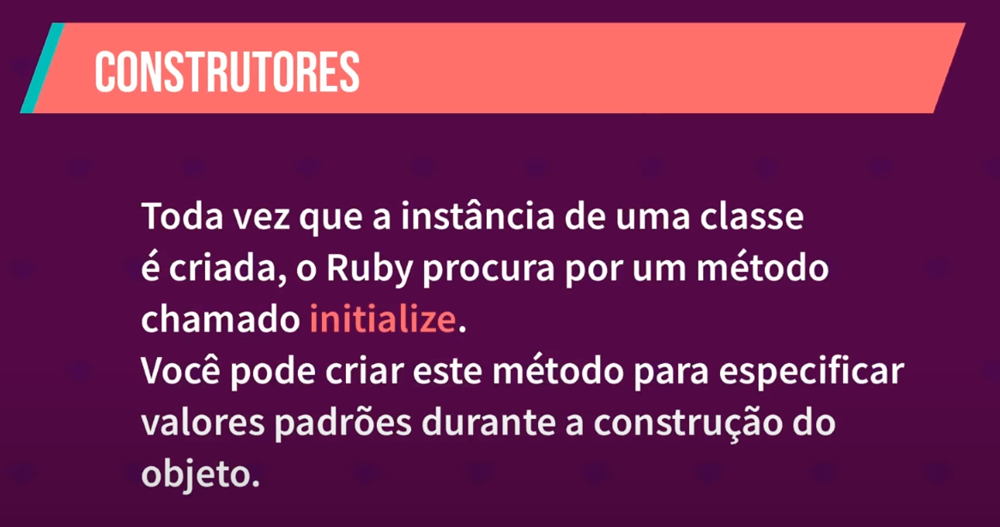 CONSTRUTORES
Toda vez que a instância de uma classe
é criada, o Ruby procura por um método
chamado initialize.
Você pode criar este método para especificar
valores padrões durante a construção do
objeto.